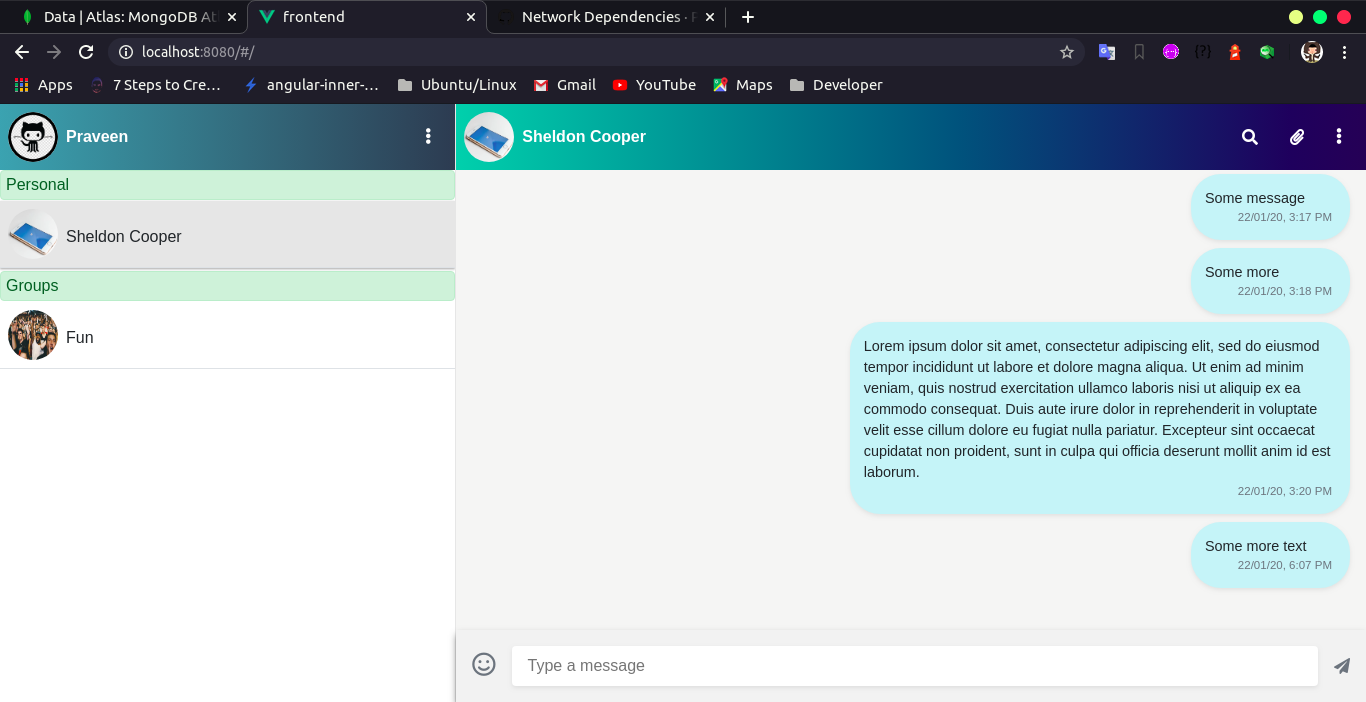 Data | Atlas: MongoDB At
frontend
Network Dependencies ·
localhost:8080/#/
Apps
7 Steps to Cre…
angular-inner-…
Ubuntu/Linux
Gmail
YouTube
Maps
Developer
Praveen
Sheldon Cooper
Personal
Sheldon Cooper
Groups
Fun
Some message
22/01/20, 3:17 PM
Some more
22/01/20, 3:18 PM
Lorem ipsum dolor sit amet, consectetur adipiscing elit, sed do eiusmod
tempor incididunt ut labore et dolore magna aliqua. Ut enim ad minim
veniam, quis nostrud exercitation ullamco laboris nisi ut aliquip ex ea
commodo consequat. Duis aute irure dolor in reprehenderit in voluptate
velit esse cillum dolore eu fugiat nulla pariatur. Excepteur sint occaecat
cupidatat non proident, sunt in culpa qui officia deserunt mollit anim id est
laborum.
22/01/20, 3:20 PM
Some more text
22/01/20, 6:07 PM
Type a message